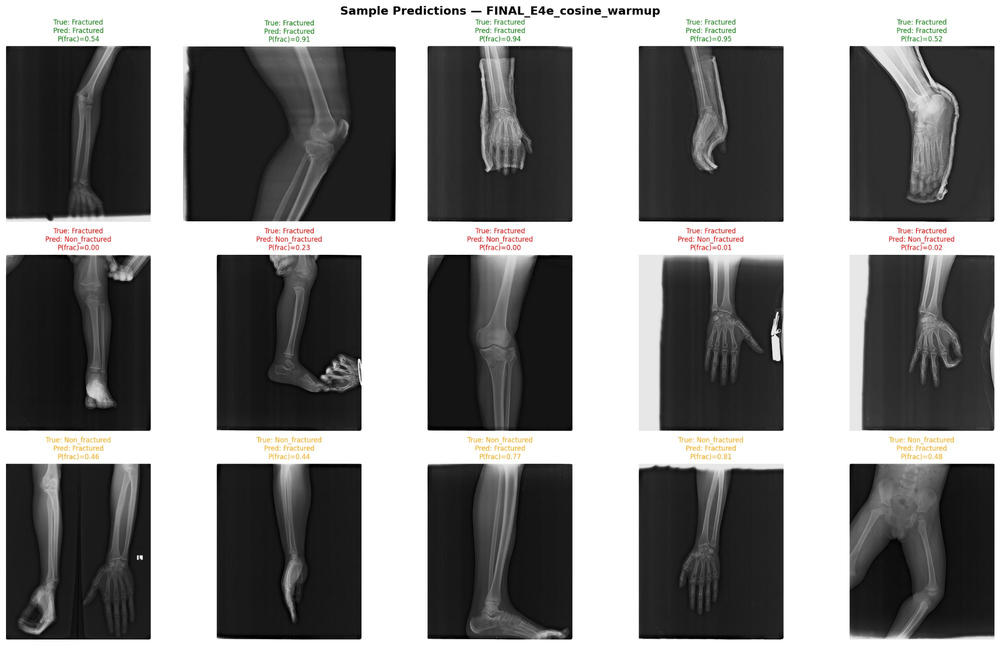 Sample Predictions — FINAL_E4e_cosine_warmup
True: Fractured
Pred: Fractured
P(frac)=0.54
True: Fractured
Pred: Fractured
P(frac)=0.91
True: Fractured
Pred: Fractured
P(frac)=0.94
True: Fractured
Pred: Fractured
P(frac)=0.95
True: Fractured
Pred: Fractured
P(frac)=0.52
True: Fractured
Pred: Non_fractured
P(frac)=0.00
True: Fractured
Pred: Non_fractured
P(frac)=0.23
True: Fractured
Pred: Non_fractured
P(frac)=0.00
True: Fractured
Pred: Non_fractured
P(frac)=0.01
True: Fractured
Pred: Non_fractured
P(frac)=0.02
True: Non_fractured
Pred: Fractured
P(frac)=0.46
True: Non_fractured
Pred: Fractured
P(frac)=0.44
True: Non_fractured
Pred: Fractured
P(frac)=0.77
True: Non_fractured
Pred: Fractured
P(frac)=0.81
True: Non_fractured
Pred: Fractured
P(frac)=0.48
L